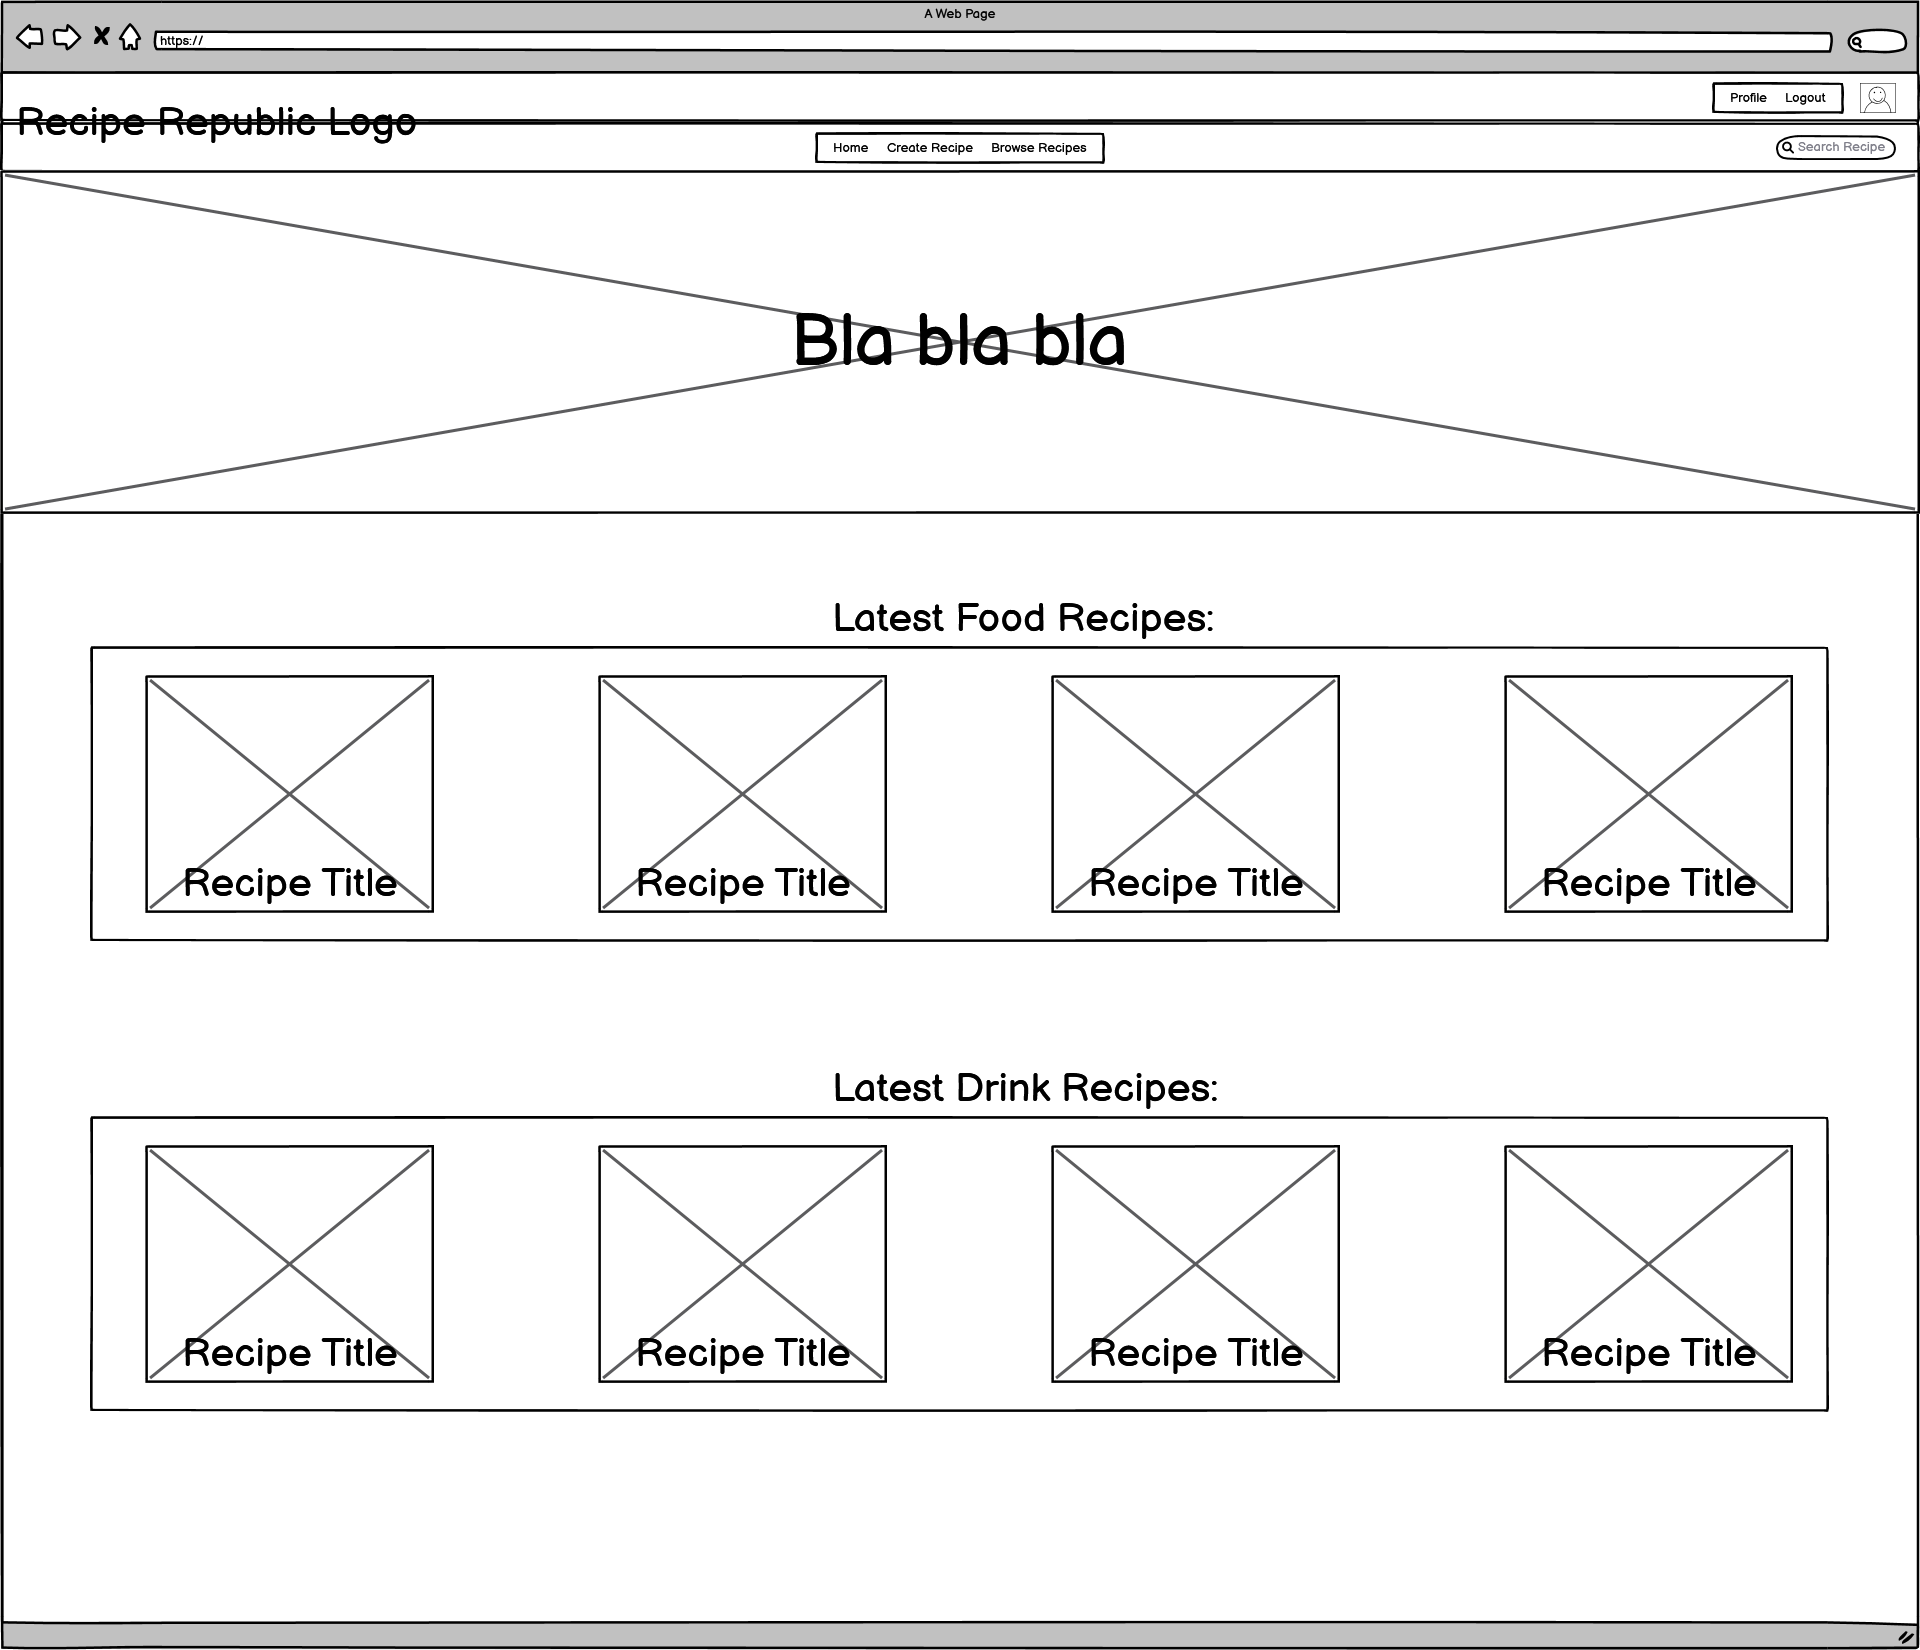 A Web Page
https://
Profile Logout
Recipe Republic Logo
Home Create Recipe Browse Recipes
Search Recipe
Bla bla bla
Latest Food Recipes:
Recipe Title Recipe Title Recipe Title Recipe Title
Latest Drink Recipes:
Recipe Title Recipe Title Recipe Title Recipe Title